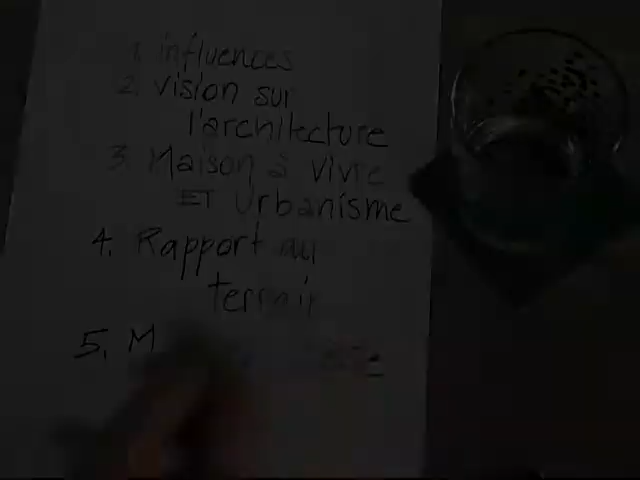 1. influences
2. vision sur
l'architecture
3. Maison à vivre
ET Urbanisme
4. Rapport au
terrain
5. M